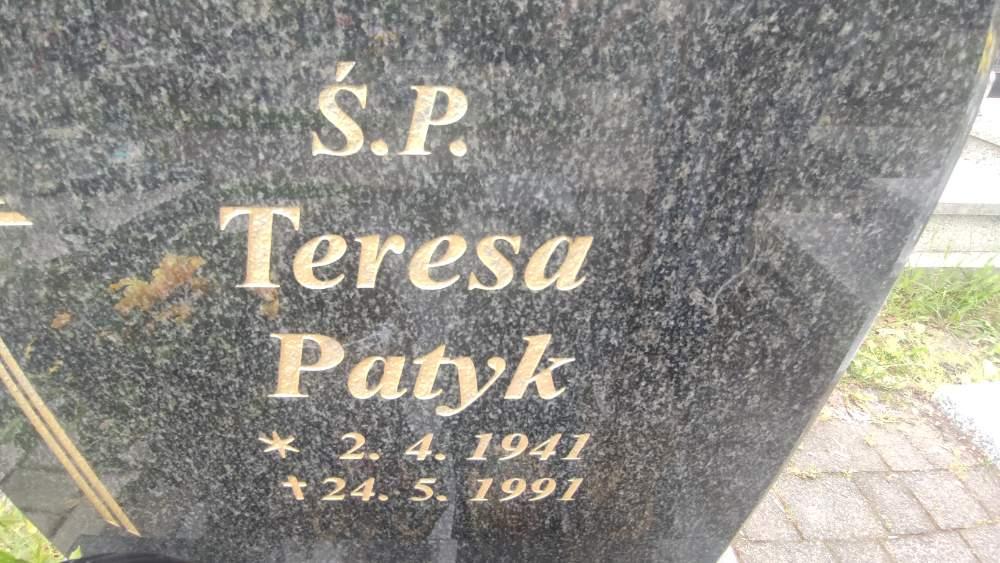 Ś.P.
Teresa
Patyk
* 2. 4. 1941
† 24. 5. 1991